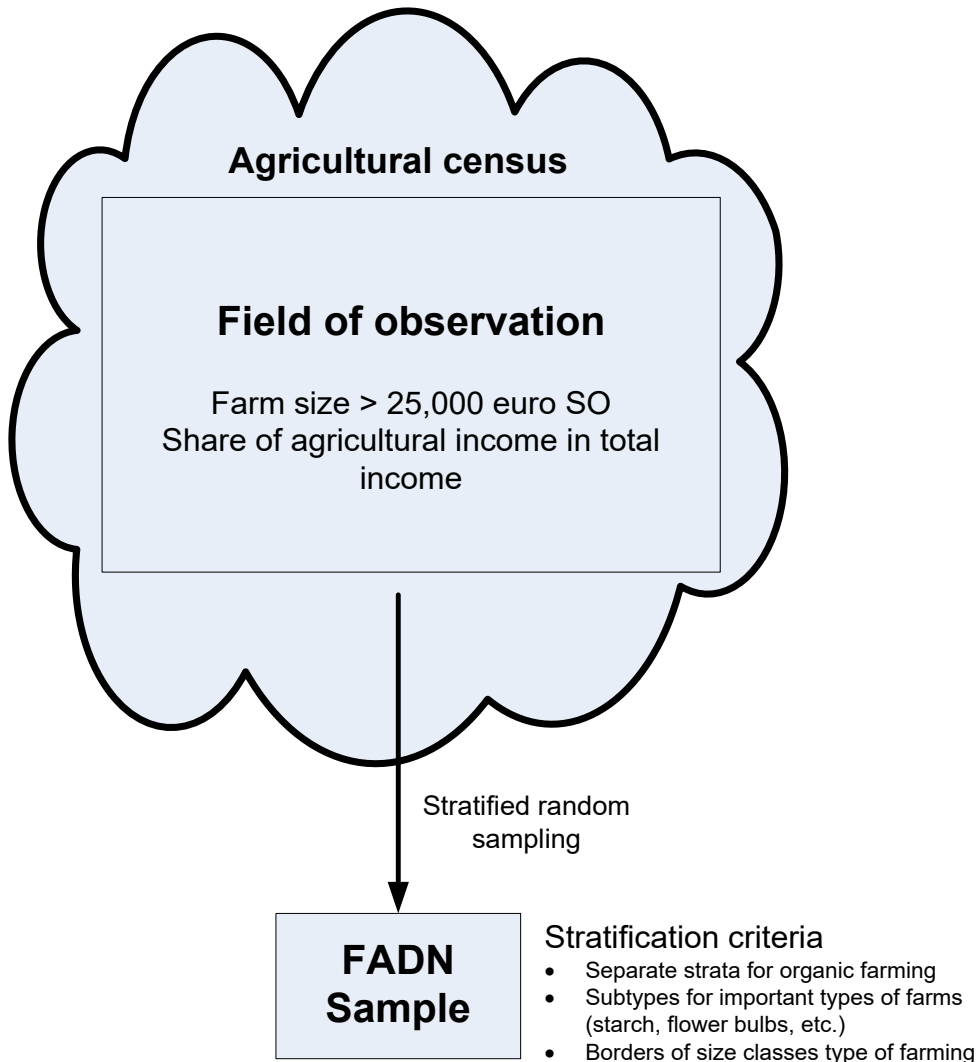 Agricultural census
Field of observation
Farm size > 25,000 euro SO
Share of agricultural income in total
income
Stratified random
sampling
FADN
Sample
Stratification criteria
• Separate strata for organic farming
• Subtypes for important types of farms
(starch, flower bulbs, etc.)
• Borders of size classes type of farming